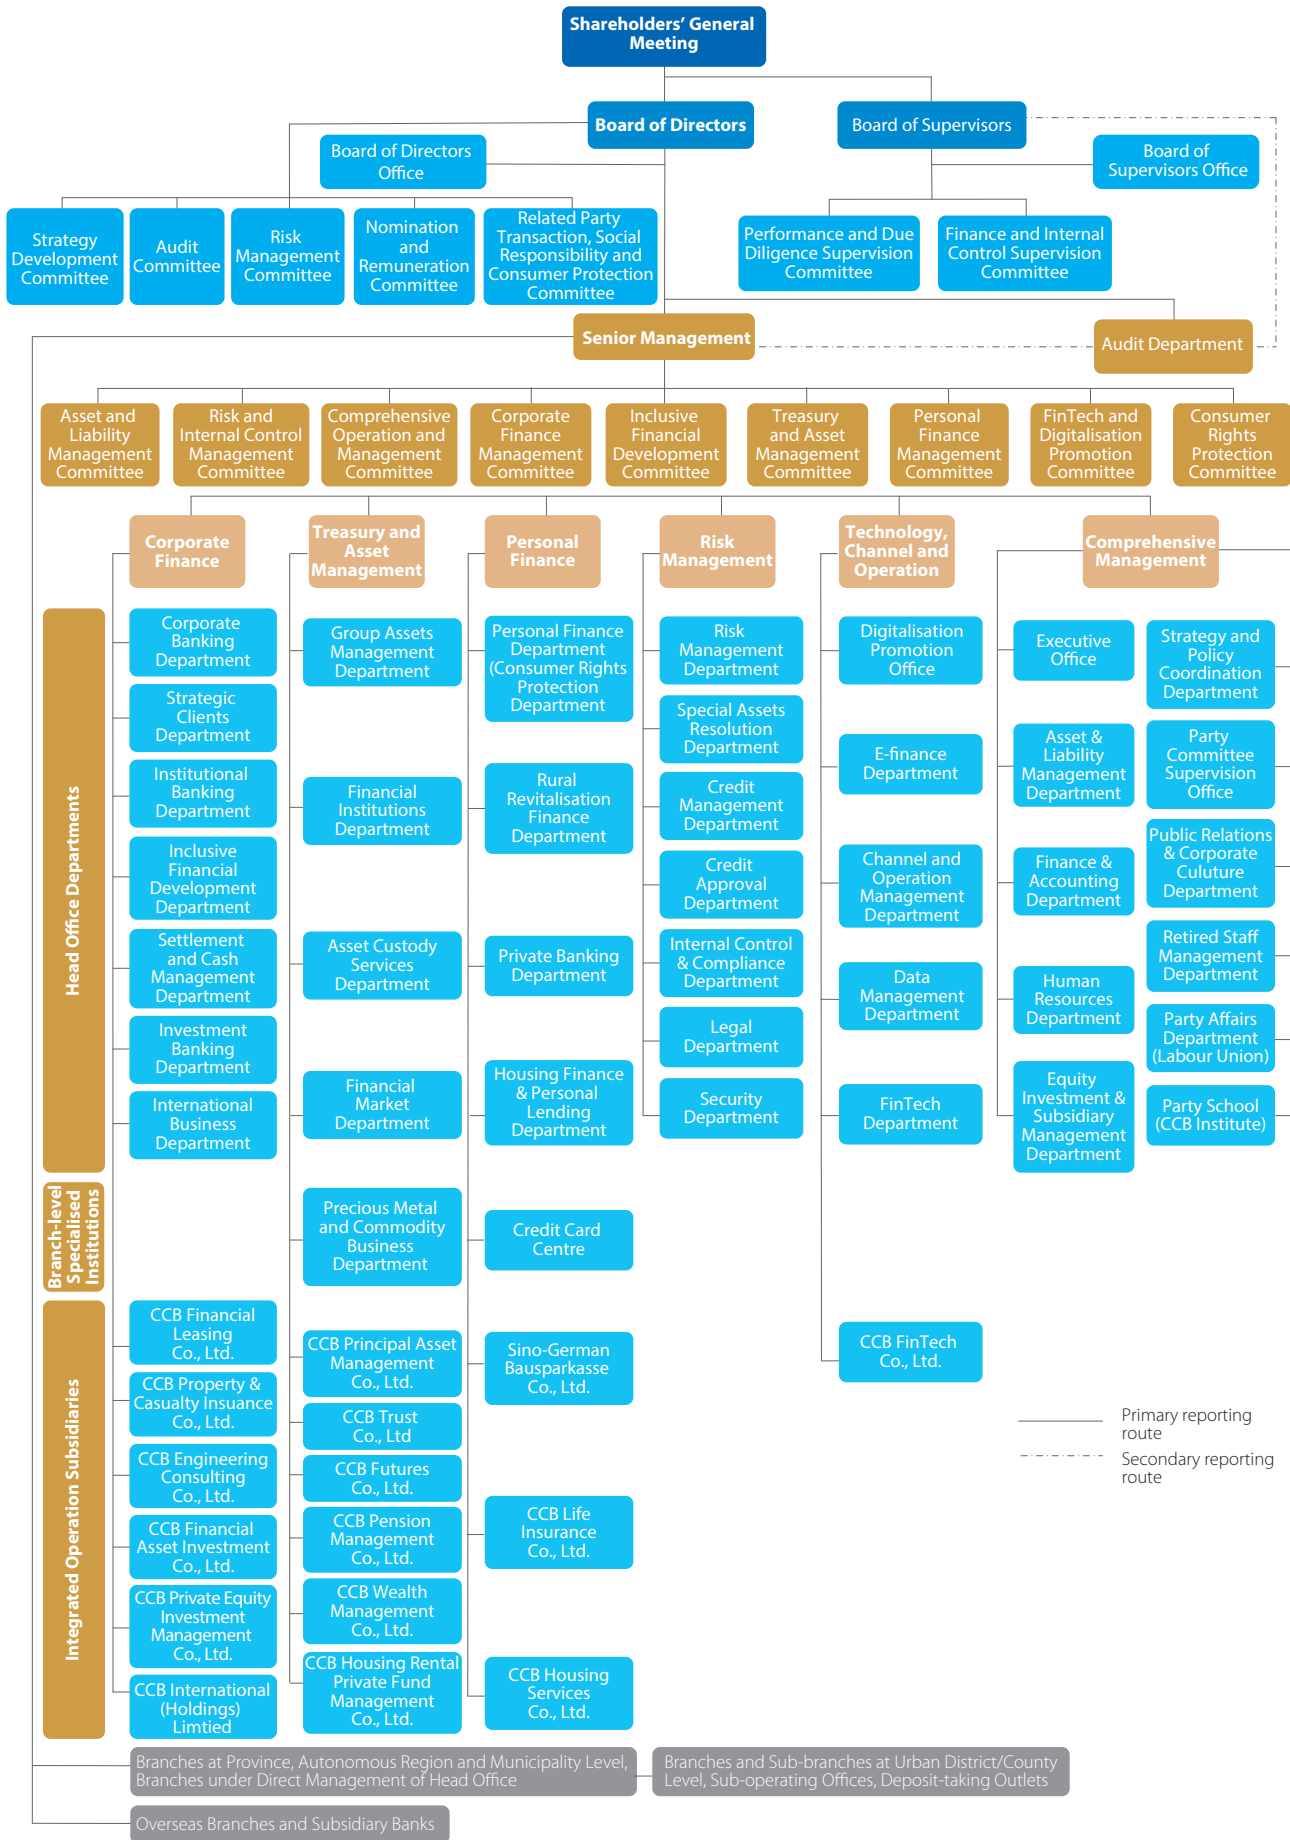 Shareholders’ General
Meeting
Board of Directors
Board of Supervisors
Board of Directors
Office
Board of
Supervisors Office
Strategy
Development
Committee
Audit
Committee
Risk
Management
Committee
Nomination
and
Remuneration
Committee
Related Party
Transaction, Social
Responsibility and
Consumer Protection
Committee
Performance and Due
Diligence Supervision
Committee
Finance and Internal
Control Supervision
Committee
Senior Management
Audit Department
Asset and
Liability
Management
Committee
Risk and
Internal Control
Management
Committee
Comprehensive
Operation and
Management
Committee
Corporate
Finance
Management
Committee
Inclusive
Financial
Development
Committee
Treasury
and Asset
Management
Committee
Personal
Finance
Management
Committee
FinTech and
Digitalisation
Promotion
Committee
Consumer
Rights
Protection
Committee
Corporate
Finance
Treasury and
Asset
Management
Personal
Finance
Risk
Management
Technology,
Channel and
Operation
Comprehensive
Management
Head Office Departments
Corporate
Banking
Department
Strategic
Clients
Department
Institutional
Banking
Department
Inclusive
Financial
Development
Department
Settlement
and Cash
Management
Department
Investment
Banking
Department
International
Business
Department
Group Assets
Management
Department
Financial
Institutions
Department
Asset Custody
Services
Department
Financial
Market
Department
Personal Finance
Department
(Consumer Rights
Protection
Department)
Rural
Revitalisation
Finance
Department
Private Banking
Department
Housing Finance
& Personal
Lending
Department
Risk
Management
Department
Special Assets
Resolution
Department
Credit
Management
Department
Credit
Approval
Department
Internal Control
& Compliance
Department
Legal
Department
Security
Department
Digitalisation
Promotion
Office
E-finance
Department
Channel and
Operation
Management
Department
Data
Management
Department
FinTech
Department
Executive
Office
Asset &
Liability
Management
Department
Finance &
Accounting
Department
Human
Resources
Department
Equity
Investment &
Subsidiary
Management
Department
Strategy and
Policy
Coordination
Department
Party
Committee
Supervision
Office
Public Relations
& Corporate
Culuture
Department
Retired Staff
Management
Department
Party Affairs
Department
(Labour Union)
Party School
(CCB Institute)
Branch-level
Specialised
Institutions
Precious Metal
and Commodity
Business
Department
Credit Card
Centre
Integrated Operation Subsidiaries
CCB Financial
Leasing
Co., Ltd.
CCB Property &
Casualty Insuance
Co., Ltd.
CCB Engineering
Consulting
Co., Ltd.
CCB Financial
Asset Investment
Co., Ltd.
CCB Private Equity
Investment
Management
Co., Ltd.
CCB International
(Holdings)
Limtied
CCB Principal Asset
Management
Co., Ltd.
CCB Trust
Co., Ltd
CCB Futures
Co., Ltd.
CCB Pension
Management
Co., Ltd.
CCB Wealth
Management
Co., Ltd.
CCB Housing Rental
Private Fund
Management
Co., Ltd.
Sino-German
Bausparkasse
Co., Ltd.
CCB Life
Insurance
Co., Ltd.
CCB Housing
Services
Co., Ltd.
CCB FinTech
Co., Ltd.
Primary reporting
route
Secondary reporting
route
Branches at Province, Autonomous Region and Municipality Level,
Branches under Direct Management of Head Office
Branches and Sub-branches at Urban District/County
Level, Sub-operating Offices, Deposit-taking Outlets
Overseas Branches and Subsidiary Banks